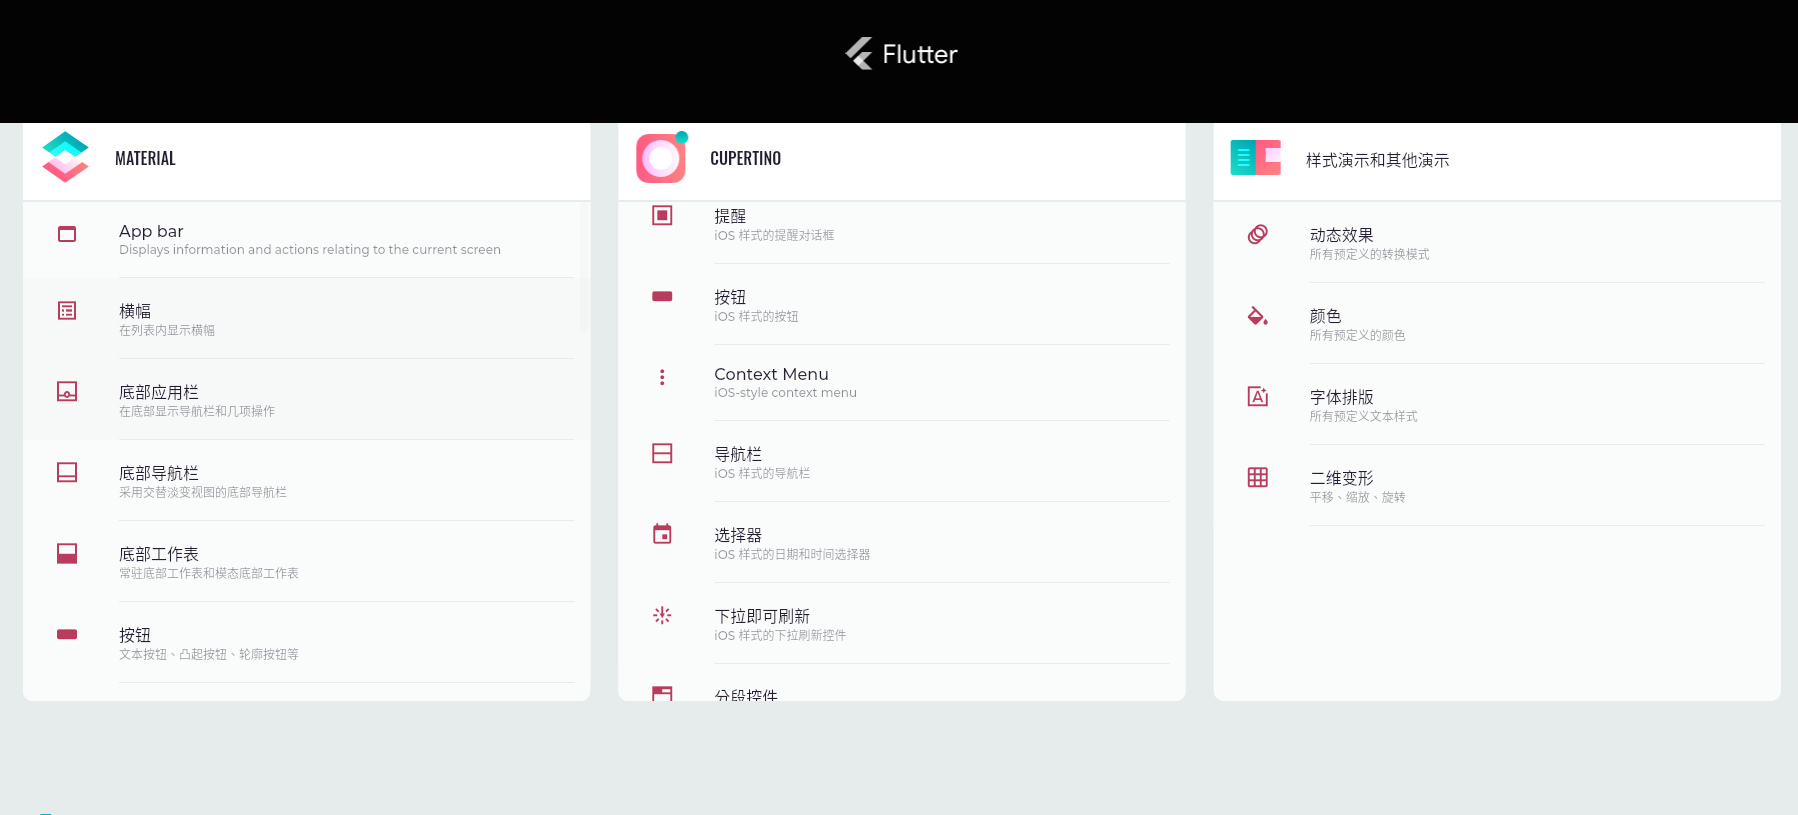 Flutter
MATERIAL
App bar
Displays information and actions relating to the current screen
横幅
在列表内显示横幅
底部应用栏
在底部显示导航栏和几项操作
底部导航栏
采用交替淡变视图的底部导航栏
底部工作表
常驻底部工作表和模态底部工作表
按钮
文本按钮、凸起按钮、轮廓按钮等
CUPERTINO
提醒
iOS 样式的提醒对话框
按钮
iOS 样式的按钮
Context Menu
iOS-style context menu
导航栏
iOS 样式的导航栏
选择器
iOS 样式的日期和时间选择器
下拉即可刷新
iOS 样式的下拉刷新控件
分段控件
样式演示和其他演示
动态效果
所有预定义的转换模式
颜色
所有预定义的颜色
字体排版
所有预定义文本样式
二维变形
平移、缩放、旋转